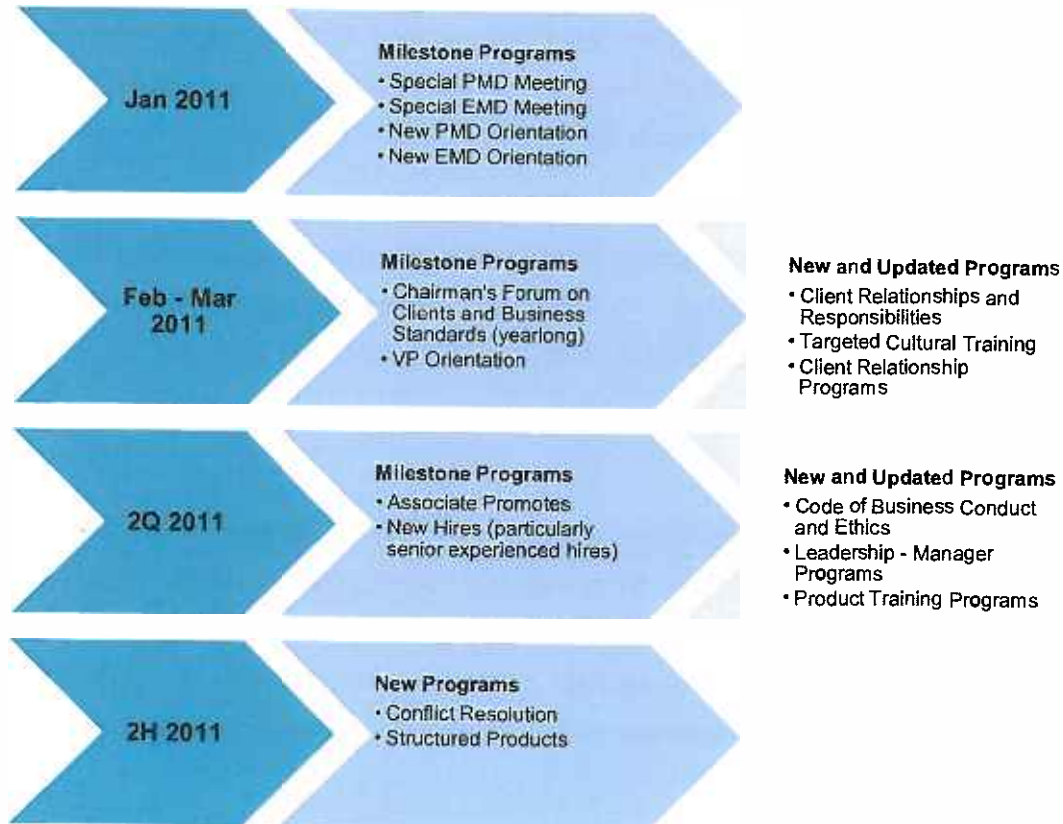 Jan 2011
Milestone Programs
• Special PMD Meeting
• Special EMD Meeting
• New PMD Orientation
• New EMD Orientation
Feb - Mar
2011
Milestone Programs
• Chairman's Forum on
Clients and Business
Standards (yearlong)
• VP Orientation
New and Updated Programs
• Client Relationships and
Responsibilities
• Targeted Cultural Training
• Client Relationship
Programs
2Q 2011
Milestone Programs
• Associate Promotes
• New Hires (particularly
senior experienced hires)
New and Updated Programs
• Code of Business Conduct
and Ethics
• Leadership - Manager
Programs
• Product Training Programs
2H 2011
New Programs
• Conflict Resolution
• Structured Products